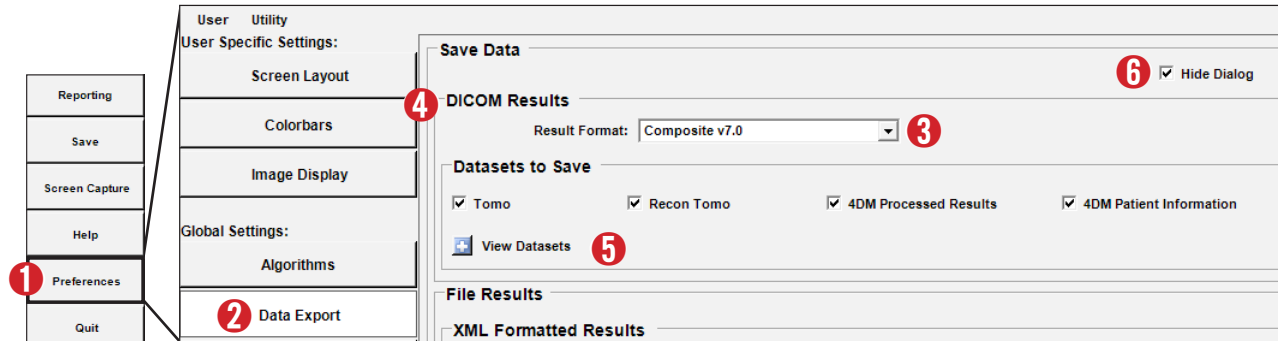 User Utility
User Specific Settings:
Save Data
6 Hide Dialog
Screen Layout
Reporting
4 DICOM Results
Colorbars
Result Format: Composite v7.0 3
Save
Image Display
Datasets to Save
Screen Capture
Tomo Recon Tomo 4DM Processed Results 4DM Patient Information
Help
Global Settings:
View Datasets 5
Algorithms
1 Preferences
File Results
2 Data Export
Quit
XML Formatted Results